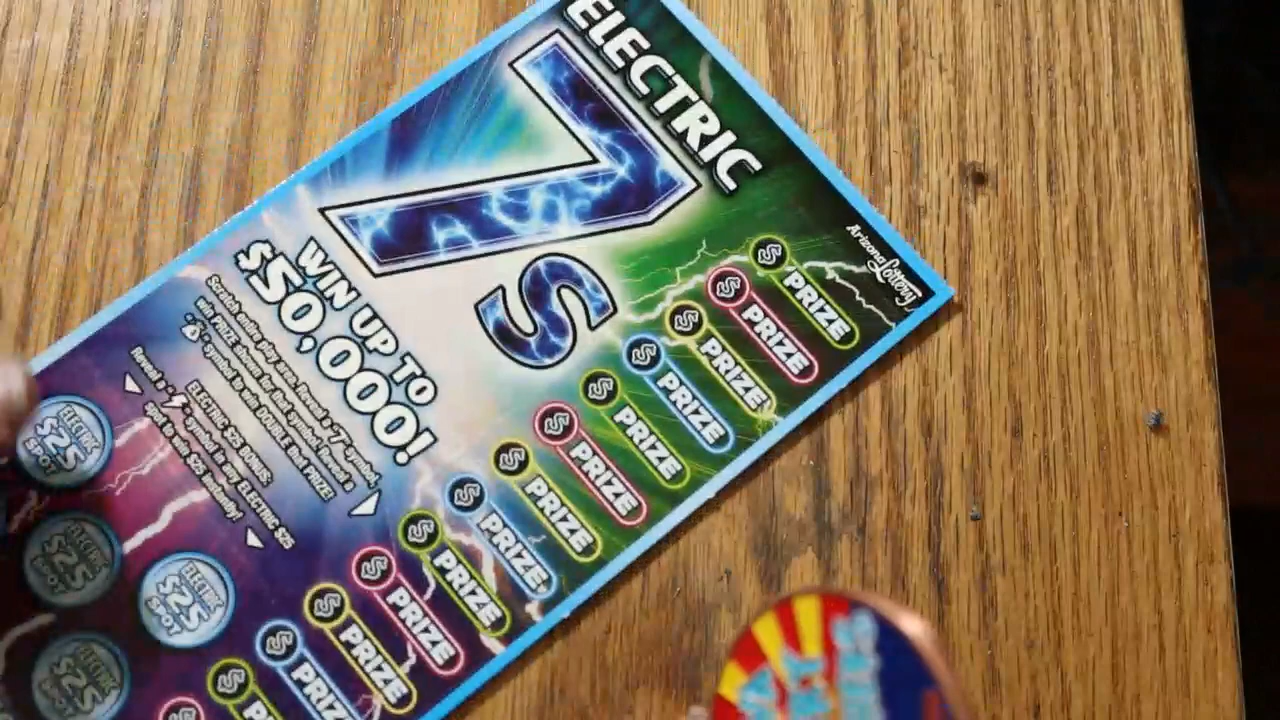 ELECTRIC
7
S
Arizona Lottery
WIN UP TO
$50,000!
Scratch entire play area. Reveal a "7" symbol,
win PRIZE shown for that symbol. Reveal a
symbol to win DOUBLE that PRIZE!
ELECTRIC $25 BONUS:
Reveal a " " symbol in any ELECTRIC $25
spot to win $25 instantly!
ELECTRIC
$25
SPOT
ELECTRIC
$25
SPOT
ELECTRIC
$25
SPOT
ELECTRIC
$25
SPOT
$ PRIZE
$ PRIZE
$ PRIZE
$ PRIZE
$ PRIZE
$ PRIZE
$ PRIZE
$ PRIZE
$ PRIZE
$ PRIZE
$ PRIZE
$ PRIZE